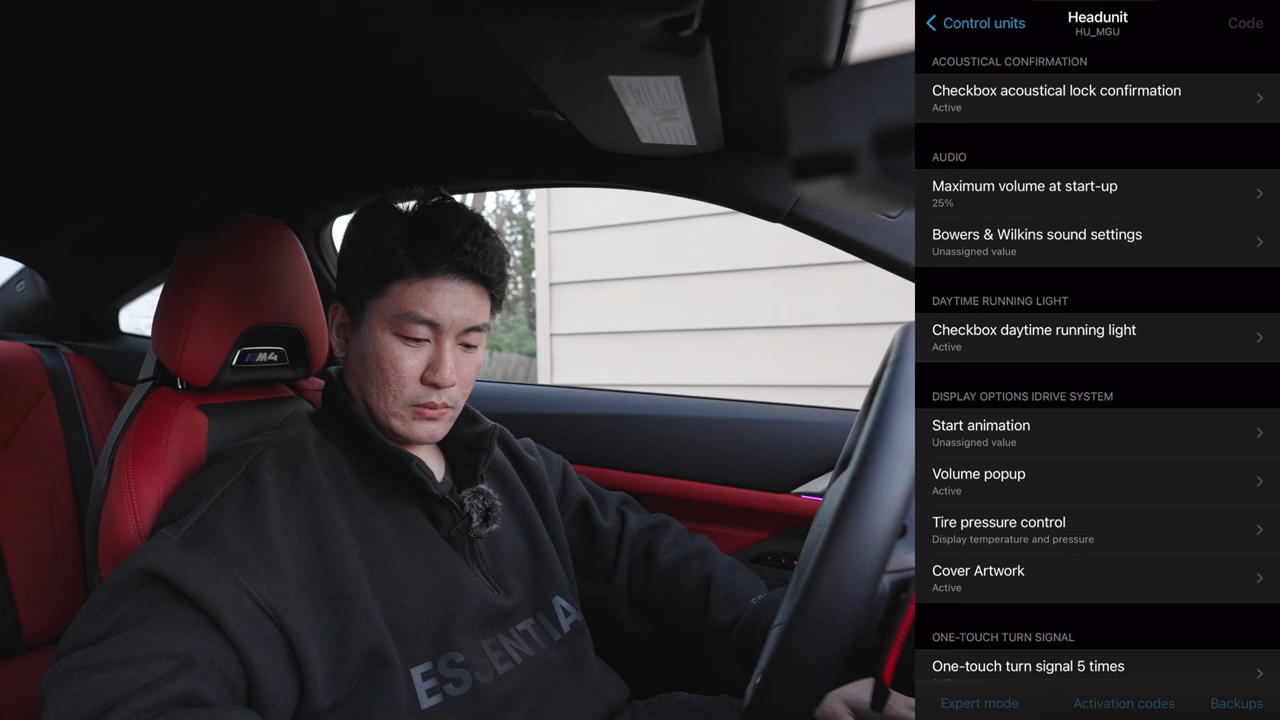 M4
ESSENTIA
Control units
Headunit
Code
HU_MGU
ACOUSTICAL CONFIRMATION
Checkbox acoustical lock confirmation
Active
AUDIO
Maximum volume at start-up
25%
Bowers & Wilkins sound settings
Unassigned value
DAYTIME RUNNING LIGHT
Checkbox daytime running light
Active
DISPLAY OPTIONS IDRIVE SYSTEM
Start animation
Unassigned value
Volume popup
Active
Tire pressure control
Display temperature and pressure
Cover Artwork
Active
ONE-TOUCH TURN SIGNAL
One-touch turn signal 5 times
Expert mode
Activation codes
Backups